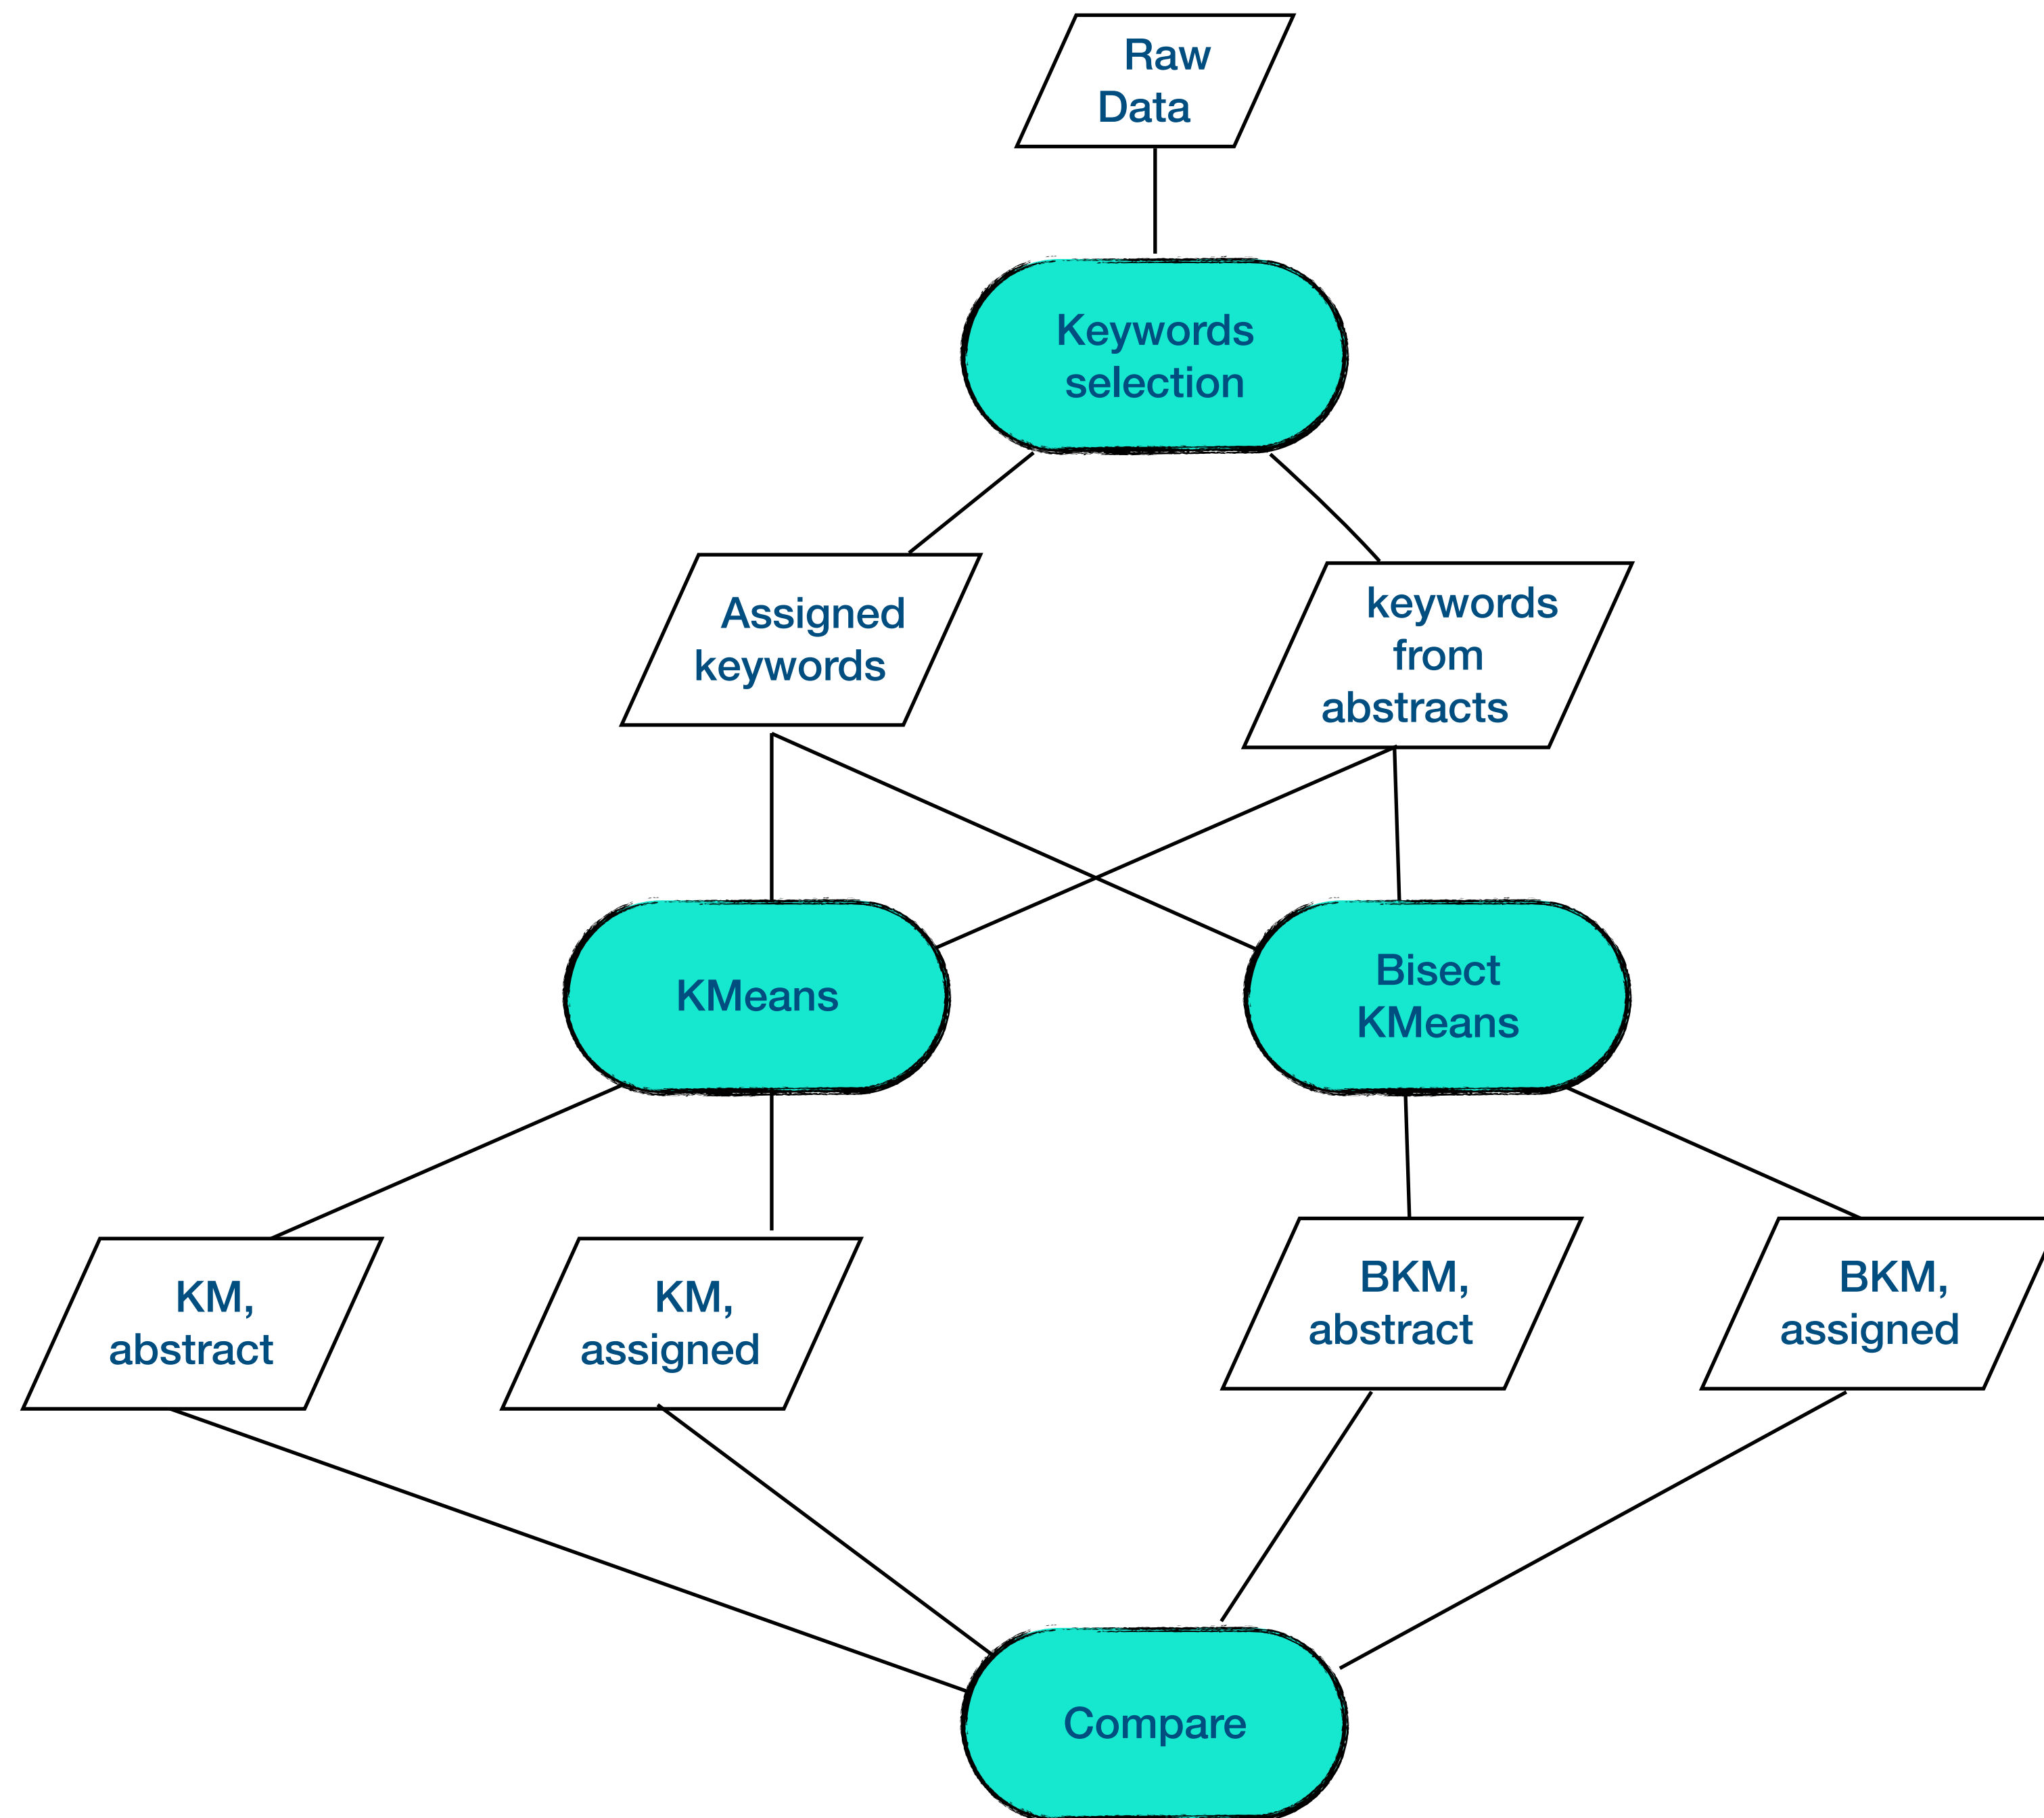 Raw
Data
Keywords
selection
Assigned
keywords
keywords
from
abstracts
KMeans
Bisect
KMeans
KM,
abstract
KM,
assigned
BKM,
abstract
BKM,
assigned
Compare